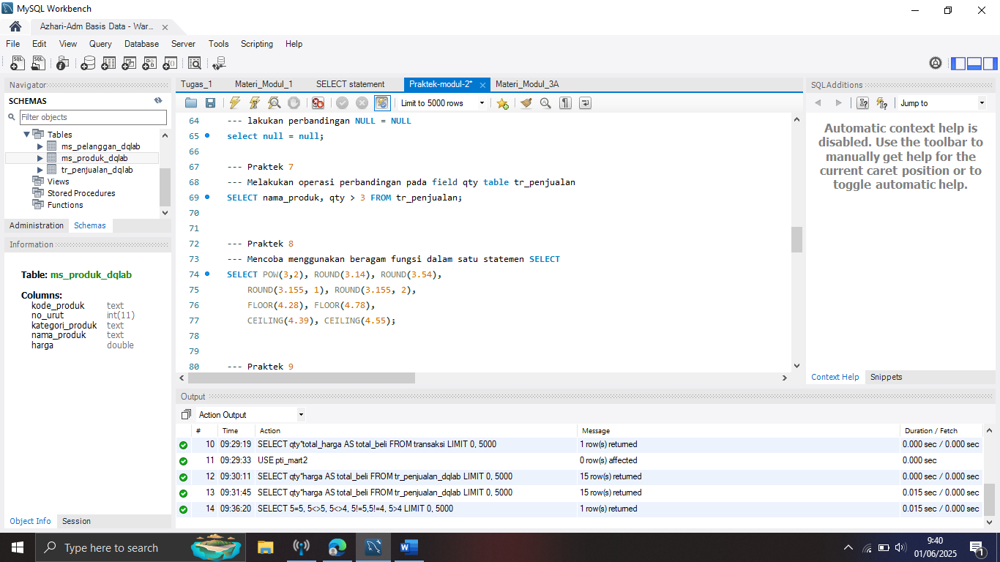 MySQL Workbench
Azhari-Adm Basis Data - War...
File Edit View Query Database Server Tools Scripting Help
Navigator
SCHEMAS
Filter objects
Tables
ms_pelanggan_dqlab
ms_produk_dqlab
tr_penjualan_dqlab
Views
Stored Procedures
Functions
Administration Schemas
Information
Table: ms_produk_dqlab
Columns:
kode_produk text
no_urut int(11)
kategori_produk text
nama_produk text
harga double
Object Info Session
Tugas_1 Materi_Modul_1 SELECT statement Praktek-modul-2* Materi_Modul_3A
Limit to 5000 rows
64 --- lakukan perbandingan NULL = NULL
65 select null = null;
66
67 --- Praktek 7
68 --- Melakukan operasi perbandingan pada field qty table tr_penjualan
69 SELECT nama_produk, qty > 3 FROM tr_penjualan;
70
71
72 --- Praktek 8
73 --- Mencoba menggunakan beragam fungsi dalam satu statemen SELECT
74 SELECT POW(3,2), ROUND(3.14), ROUND(3.54),
75 ROUND(3.155, 1), ROUND(3.155, 2),
76 FLOOR(4.28), FLOOR(4.78),
77 CEILING(4.39), CEILING(4.55);
78
79
80 --- Praktek 9
SQLAdditions
Jump to
Automatic context help is
disabled. Use the toolbar to
manually get help for the
current caret position or to
toggle automatic help.
Context Help Snippets
Output
Action Output
# Time Action Message Duration / Fetch
10 09:29:19 SELECT qty*total_harga AS total_beli FROM transaksi LIMIT 0, 5000 1 row(s) returned 0.000 sec / 0.000 sec
11 09:29:33 USE pti_mart2 0 row(s) affected 0.000 sec
12 09:30:11 SELECT qty*harga AS total_beli FROM tr_penjualan_dqlab LIMIT 0, 5000 15 row(s) returned 0.000 sec / 0.000 sec
13 09:31:45 SELECT qty*harga AS total_beli FROM tr_penjualan_dqlab LIMIT 0, 5000 15 row(s) returned 0.015 sec / 0.000 sec
14 09:36:20 SELECT 5=5, 5<>5, 5<>4, 5!=5,5!=4, 5>4 LIMIT 0, 5000 1 row(s) returned 0.015 sec / 0.000 sec
Type here to search
9:40
01/06/2025
1